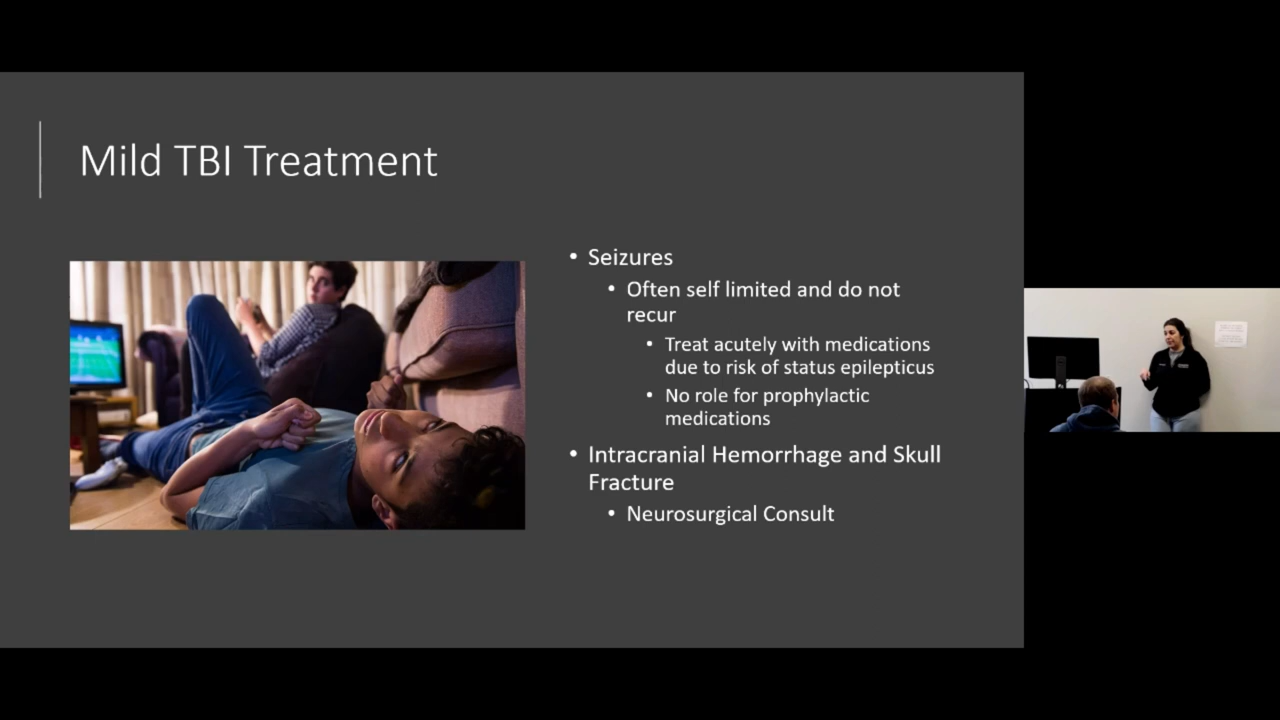 Mild TBI Treatment
• Seizures
• Often self limited and do not
recur
• Treat acutely with medications
due to risk of status epilepticus
• No role for prophylactic
medications
• Intracranial Hemorrhage and Skull
Fracture
• Neurosurgical Consult